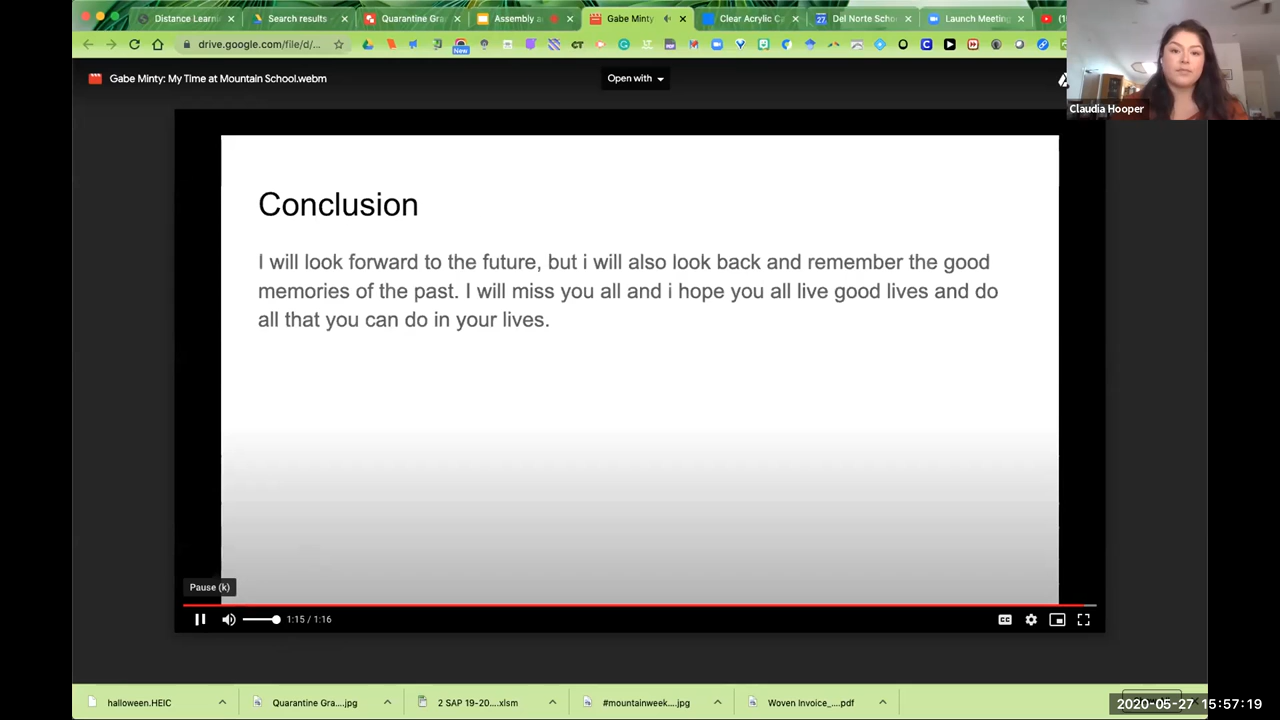 Distance Learni
Search results
Quarantine Gra
Assembly a
Gabe Minty
Clear Acrylic C
Del Norte Scho
Launch Meeting
drive.google.com/file/d/...
New
Gabe Minty: My Time at Mountain School.webm
Open with
Claudia Hooper
Conclusion
I will look forward to the future, but i will also look back and remember the good
memories of the past. I will miss you all and i hope you all live good lives and do
all that you can do in your lives.
Pause (k)
1:15 / 1:16
halloween.HEIC
Quarantine Gra....jpg
2 SAP 19-20....xlsm
#mountainweek....jpg
Woven Invoice_....pdf
2020-05-27 15:57:19